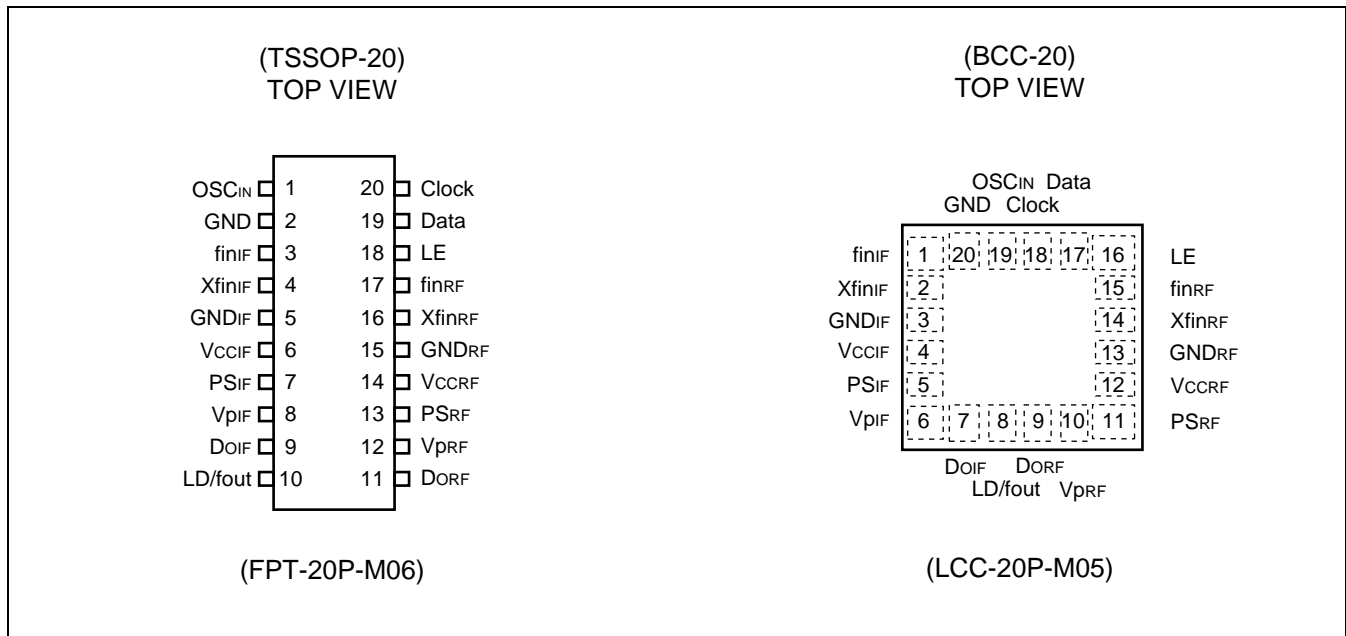 (TSSOP-20)
TOP VIEW
OSCIN 1 20 Clock
GND 2 19 Data
finIF 3 18 LE
XfinIF 4 17 finRF
GNDIF 5 16 XfinRF
VCCIF 6 15 GNDRF
PSIF 7 14 VCCRF
VpIF 8 13 PSRF
DOIF 9 12 VpRF
LD/fout 10 11 DORF
(FPT-20P-M06)
(BCC-20)
TOP VIEW
OSCIN Data
GND Clock
finIF 1 20 19 18 17 16 LE
XfinIF 2 15 finRF
GNDIF 3 14 XfinRF
VCCIF 4 13 GNDRF
PSIF 5 12 VCCRF
VpIF 6 7 8 9 10 11 PSRF
DOIF DORF
LD/fout VpRF
(LCC-20P-M05)